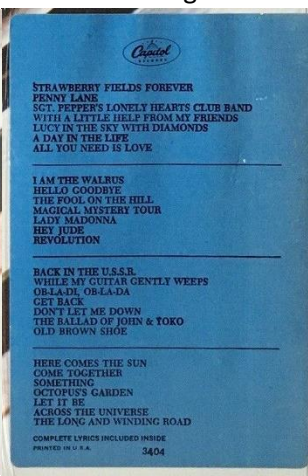 Capitol
RECORDS
STRAWBERRY FIELDS FOREVER
PENNY LANE
SGT. PEPPER'S LONELY HEARTS CLUB BAND
WITH A LITTLE HELP FROM MY FRIENDS
LUCY IN THE SKY WITH DIAMONDS
A DAY IN THE LIFE
ALL YOU NEED IS LOVE
I AM THE WALRUS
HELLO GOODBYE
THE FOOL ON THE HILL
MAGICAL MYSTERY TOUR
LADY MADONNA
HEY JUDE
REVOLUTION
BACK IN THE U.S.S.R.
WHILE MY GUITAR GENTLY WEEPS
OB-LA-DI, OB-LA-DA
GET BACK
DON'T LET ME DOWN
THE BALLAD OF JOHN & YOKO
OLD BROWN SHOE
HERE COMES THE SUN
COME TOGETHER
SOMETHING
OCTOPUS'S GARDEN
LET IT BE
ACROSS THE UNIVERSE
THE LONG AND WINDING ROAD
COMPLETE LYRICS INCLUDED INSIDE
PRINTED IN U.S.A.
3404